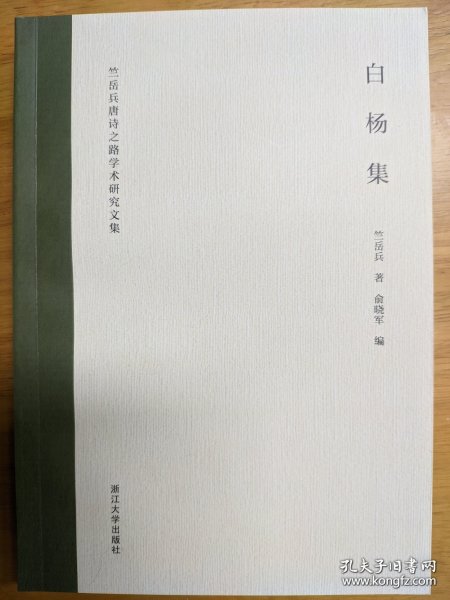 白杨集
竺岳兵 著 俞晓军 编
竺岳兵唐诗之路学术研究文集
浙江大学出版社
孔夫子旧书网
www.kongfz.com